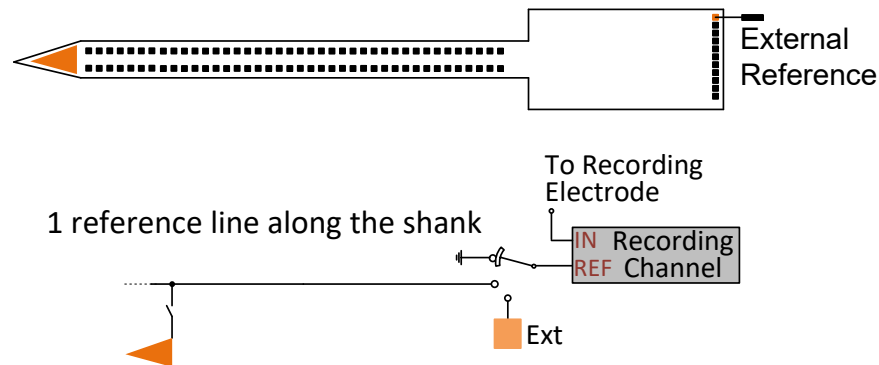 External
Reference
To Recording
Electrode
1 reference line along the shank
IN Recording
REF Channel
Ext